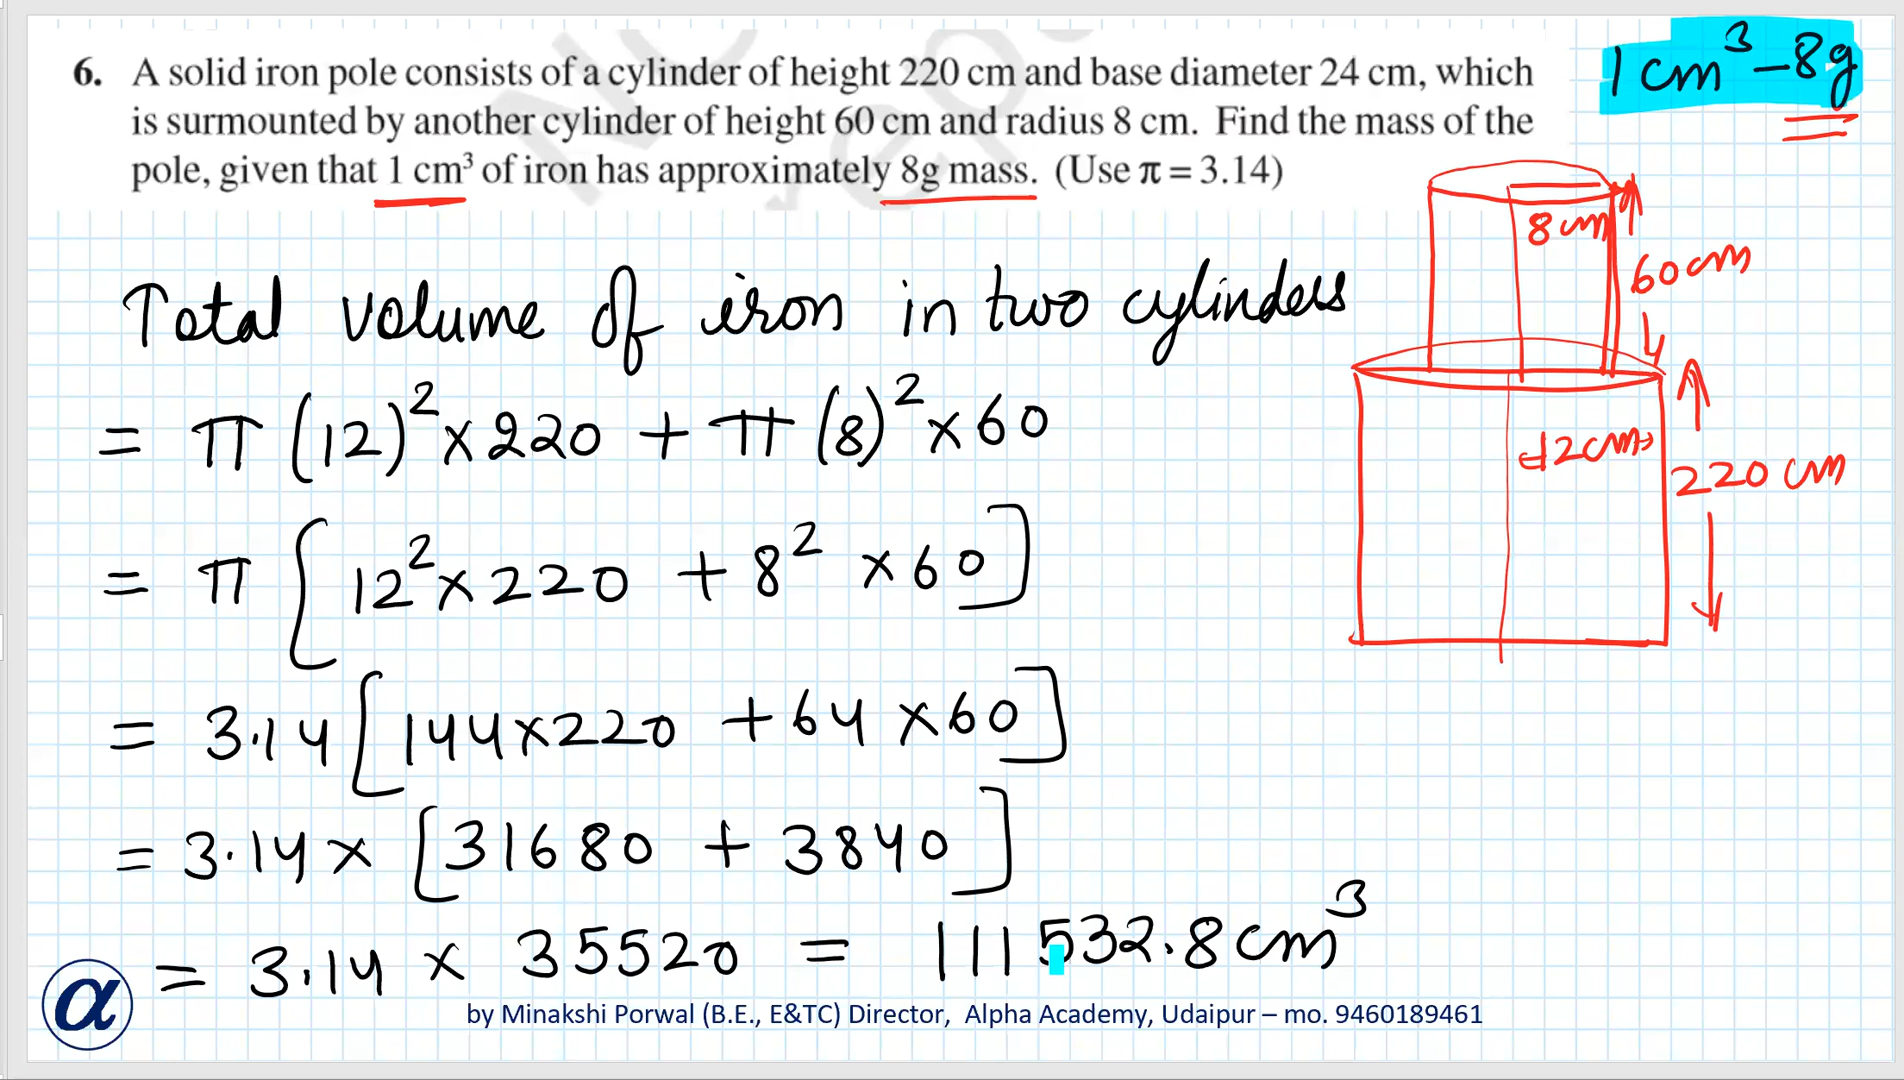 6. A solid iron pole consists of a cylinder of height 220 cm and base diameter 24 cm, which
is surmounted by another cylinder of height 60 cm and radius 8 cm. Find the mass of the
pole, given that 1 cm³ of iron has approximately 8g mass. (Use π = 3.14)
1 cm³ – 8g
8 cm
60 cm
12 cm
220 cm
Total volume of iron in two cylinders
= π (12)² × 220 + π (8)² × 60
= π [ 12² × 220 + 8² × 60 ]
= 3.14 [ 144 × 220 + 64 × 60 ]
= 3.14 × [ 31680 + 3840 ]
= 3.14 × 35520 = 111532.8 cm³
α
by Minakshi Porwal (B.E., E&TC) Director, Alpha Academy, Udaipur – mo. 9460189461